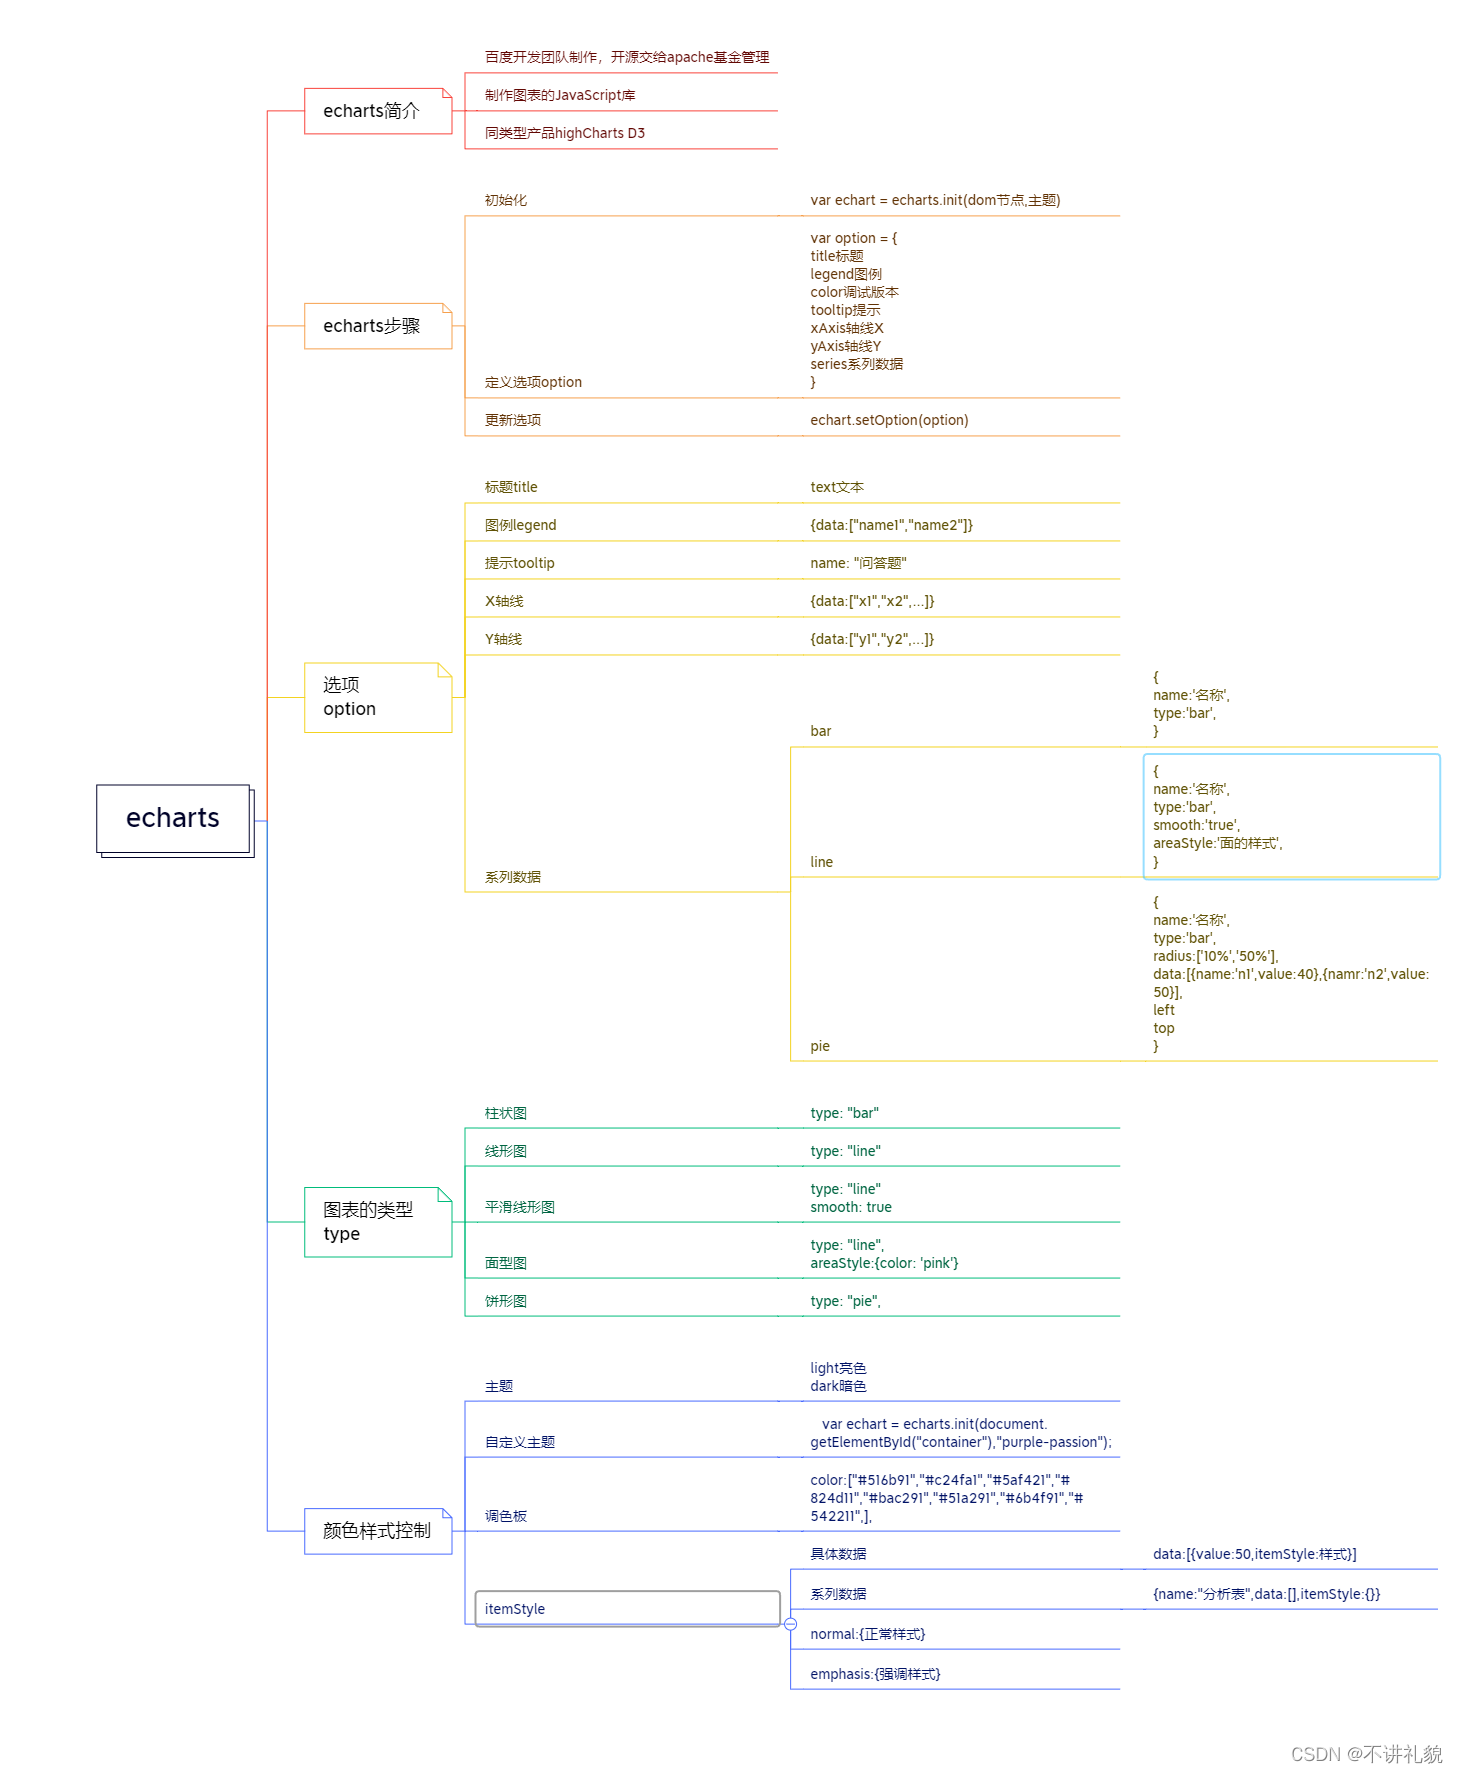 echarts
echarts简介
百度开发团队制作，开源交给apache基金管理
制作图表的JavaScript库
同类型产品highCharts D3
echarts步骤
初始化
var echart = echarts.init(dom节点,主题)
定义选项option
var option = {
title标题
legend图例
color调试版本
tooltip提示
xAxis轴线X
yAxis轴线Y
series系列数据
}
更新选项
echart.setOption(option)
选项
option
标题title
text文本
图例legend
{data:["name1","name2"]}
提示tooltip
name: "问答题"
X轴线
{data:["x1","x2",...]}
Y轴线
{data:["y1","y2",...]}
系列数据
bar
{
name:'名称',
type:'bar',
}
line
{
name:'名称',
type:'bar',
smooth:'true',
areaStyle:'面的样式',
}
pie
{
name:'名称',
type:'bar',
radius:['10%','50%'],
data:[{name:'n1',value:40},{namr:'n2',value:
50}],
left
top
}
图表的类型
type
柱状图
type: "bar"
线形图
type: "line"
平滑线形图
type: "line"
smooth: true
面型图
type: "line",
areaStyle:{color: 'pink'}
饼形图
type: "pie",
颜色样式控制
主题
light亮色
dark暗色
自定义主题
var echart = echarts.init(document.
getElementById("container"),"purple-passion");
调色板
color:["#516b91","#c24fa1","#5af421","#
824d11","#bac291","#51a291","#6b4f91","#
542211",],
itemStyle
具体数据
data:[{value:50,itemStyle:样式}]
系列数据
{name:"分析表",data:[],itemStyle:{}}
normal:{正常样式}
emphasis:{强调样式}
CSDN @不讲礼貌